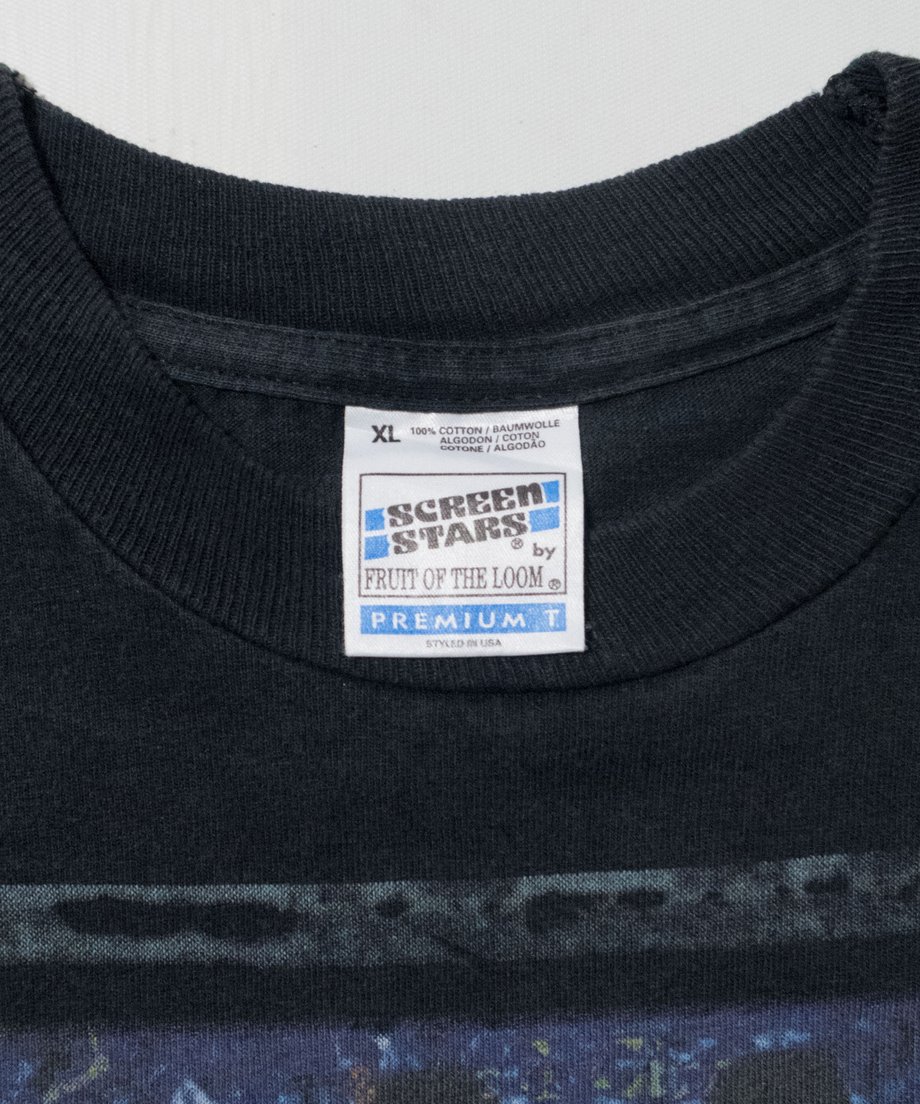 XL 100% COTTON / BAUMWOLLE
ALGODON / COTON
COTONE / ALGODÃO
SCREEN
STARS® by
FRUIT OF THE LOOM®
PREMIUM T
STYLED IN USA